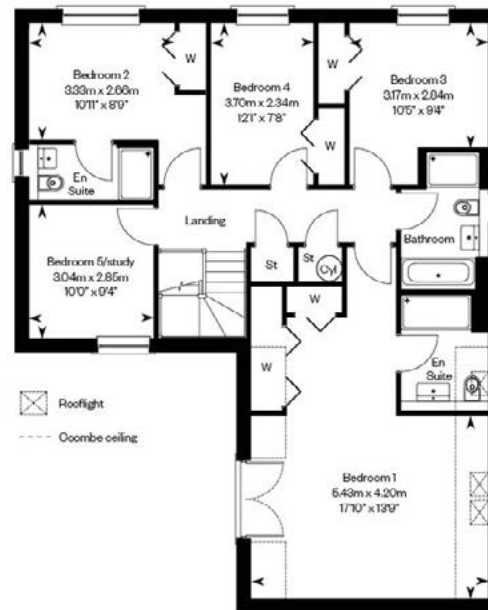 W
Bedroom 2
3.33m x 2.66m
10'11" x 8'9"
Bedroom 4
3.70m x 2.34m
12'1" x 7'8"
W
Bedroom 3
3.17m x 2.84m
10'5" x 9'4"
W
En
Suite
Landing
Bathroom
Bedroom 5/study
3.04m x 2.85m
10'0" x 9'4"
St
St
Cyl
W
W
En
Suite
Rooflight
Coombe ceiling
Bedroom 1
5.43m x 4.20m
17'10" x 13'9"